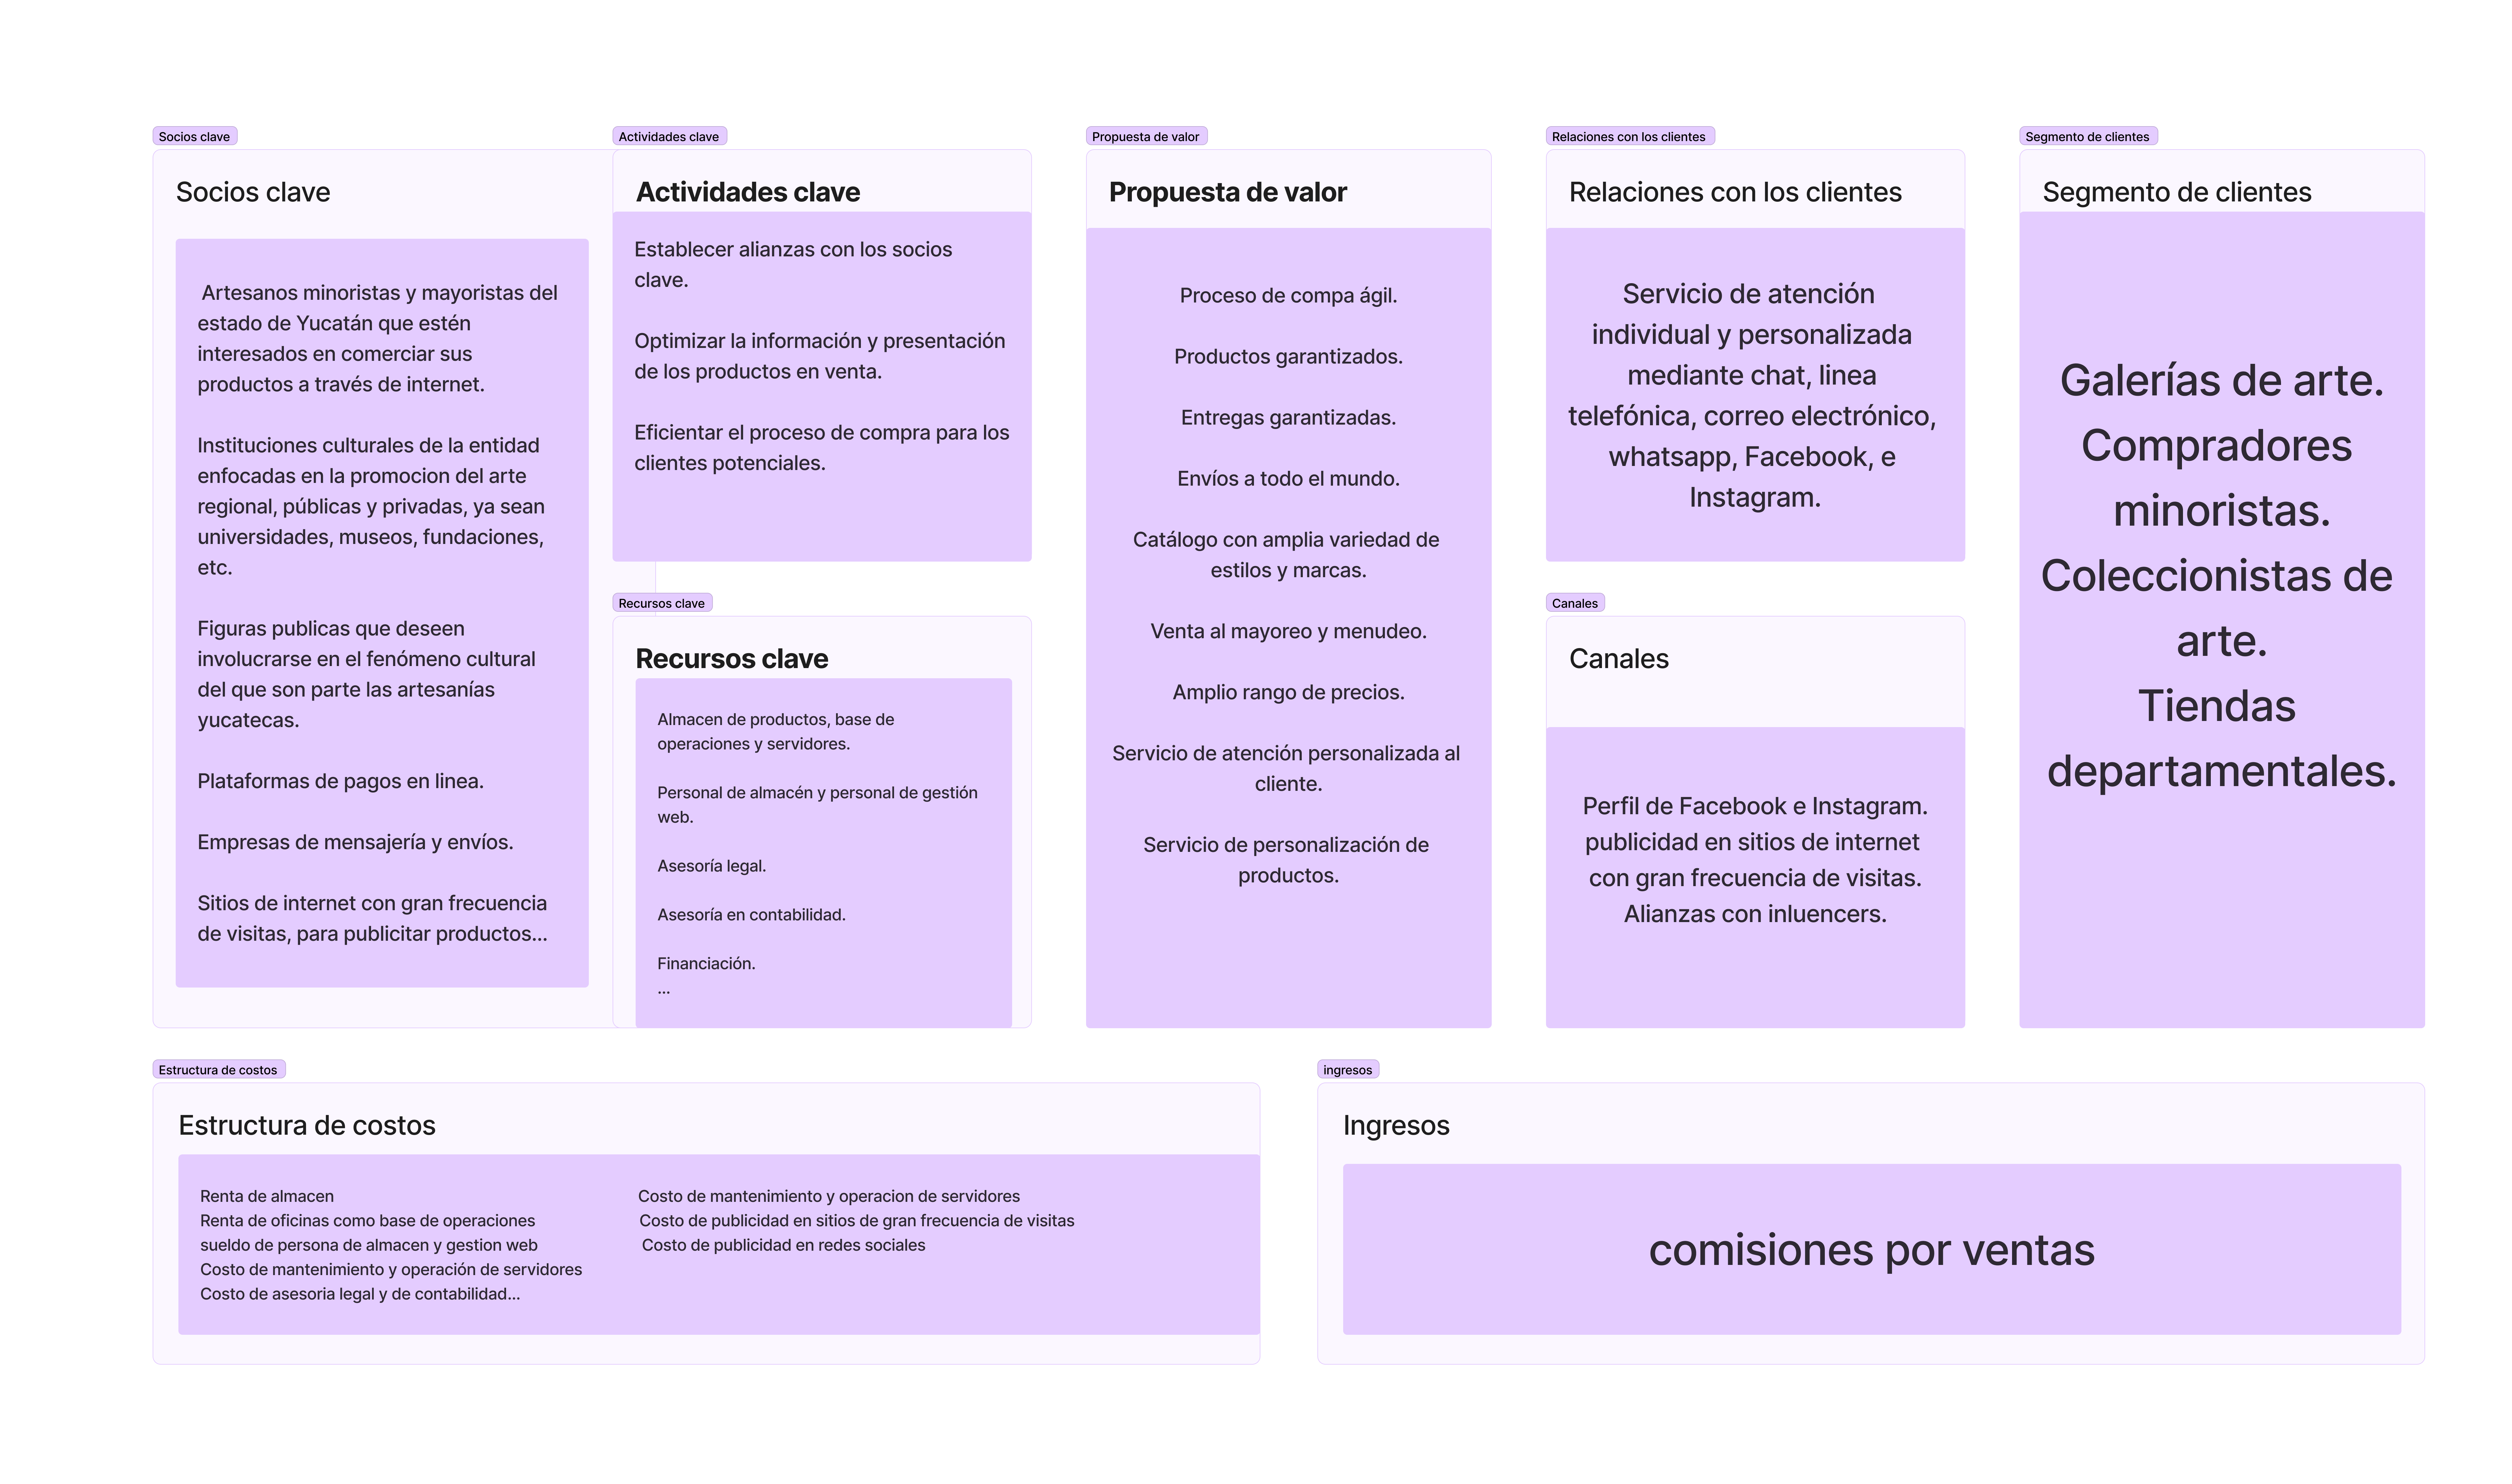 Socios clave
Socios clave
Artesanos minoristas y mayoristas del
estado de Yucatán que estén
interesados en comerciar sus
productos a través de internet.
Instituciones culturales de la entidad
enfocadas en la promocion del arte
regional, públicas y privadas, ya sean
universidades, museos, fundaciones,
etc.
Figuras publicas que deseen
involucrarse en el fenómeno cultural
del que son parte las artesanías
yucatecas.
Plataformas de pagos en linea.
Empresas de mensajería y envíos.
Sitios de internet con gran frecuencia
de visitas, para publicitar productos...
Actividades clave
Actividades clave
Establecer alianzas con los socios
clave.
Optimizar la información y presentación
de los productos en venta.
Eficientar el proceso de compra para los
clientes potenciales.
Recursos clave
Recursos clave
Almacen de productos, base de
operaciones y servidores.
Personal de almacén y personal de gestión
web.
Asesoría legal.
Asesoría en contabilidad.
Financiación.
...
Propuesta de valor
Propuesta de valor
Proceso de compa ágil.
Productos garantizados.
Entregas garantizadas.
Envíos a todo el mundo.
Catálogo con amplia variedad de
estilos y marcas.
Venta al mayoreo y menudeo.
Amplio rango de precios.
Servicio de atención personalizada al
cliente.
Servicio de personalización de
productos.
Relaciones con los clientes
Relaciones con los clientes
Servicio de atención
individual y personalizada
mediante chat, linea
telefónica, correo electrónico,
whatsapp, Facebook, e
Instagram.
Canales
Canales
Perfil de Facebook e Instagram.
publicidad en sitios de internet
con gran frecuencia de visitas.
Alianzas con inluencers.
Segmento de clientes
Segmento de clientes
Galerías de arte.
Compradores
minoristas.
Coleccionistas de
arte.
Tiendas
departamentales.
Estructura de costos
Estructura de costos
Renta de almacen
Renta de oficinas como base de operaciones
sueldo de persona de almacen y gestion web
Costo de mantenimiento y operación de servidores
Costo de asesoria legal y de contabilidad...
Costo de mantenimiento y operacion de servidores
Costo de publicidad en sitios de gran frecuencia de visitas
Costo de publicidad en redes sociales
ingresos
Ingresos
comisiones por ventas